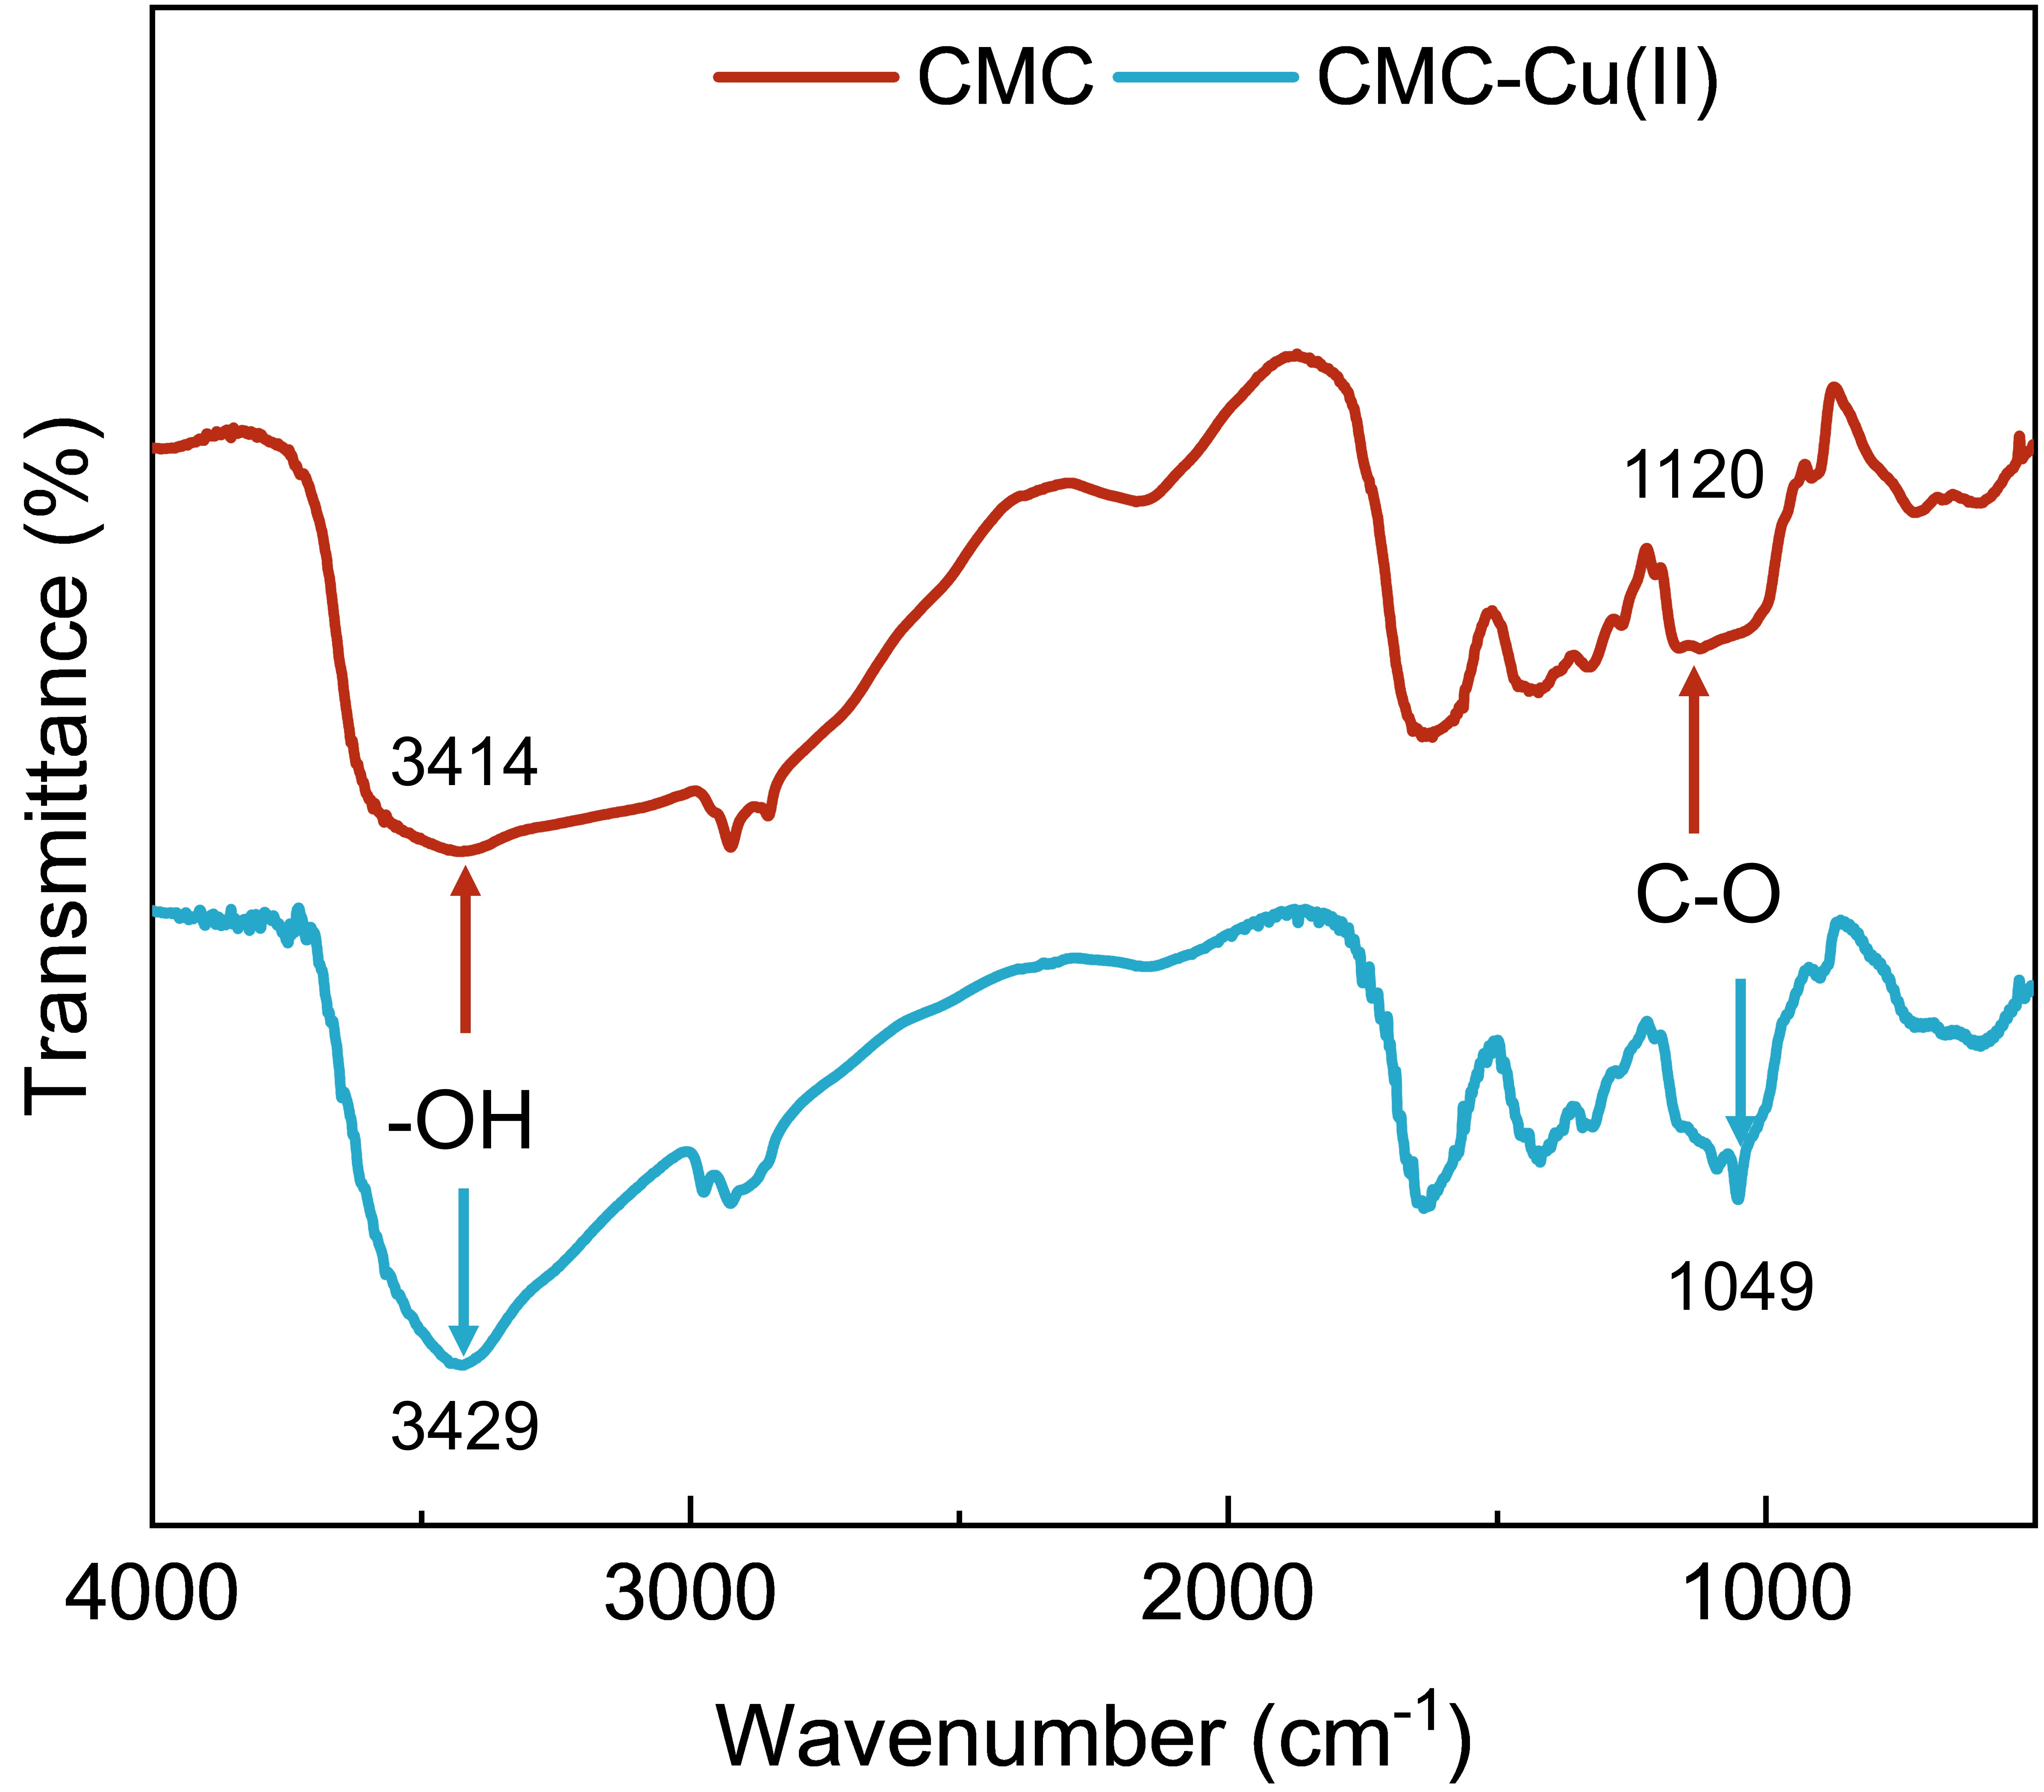 CMC CMC-Cu(II)
Transmittance (%)
1120
3414
C-O
-OH
1049
3429
4000 3000 2000 1000
Wavenumber (cm-1)